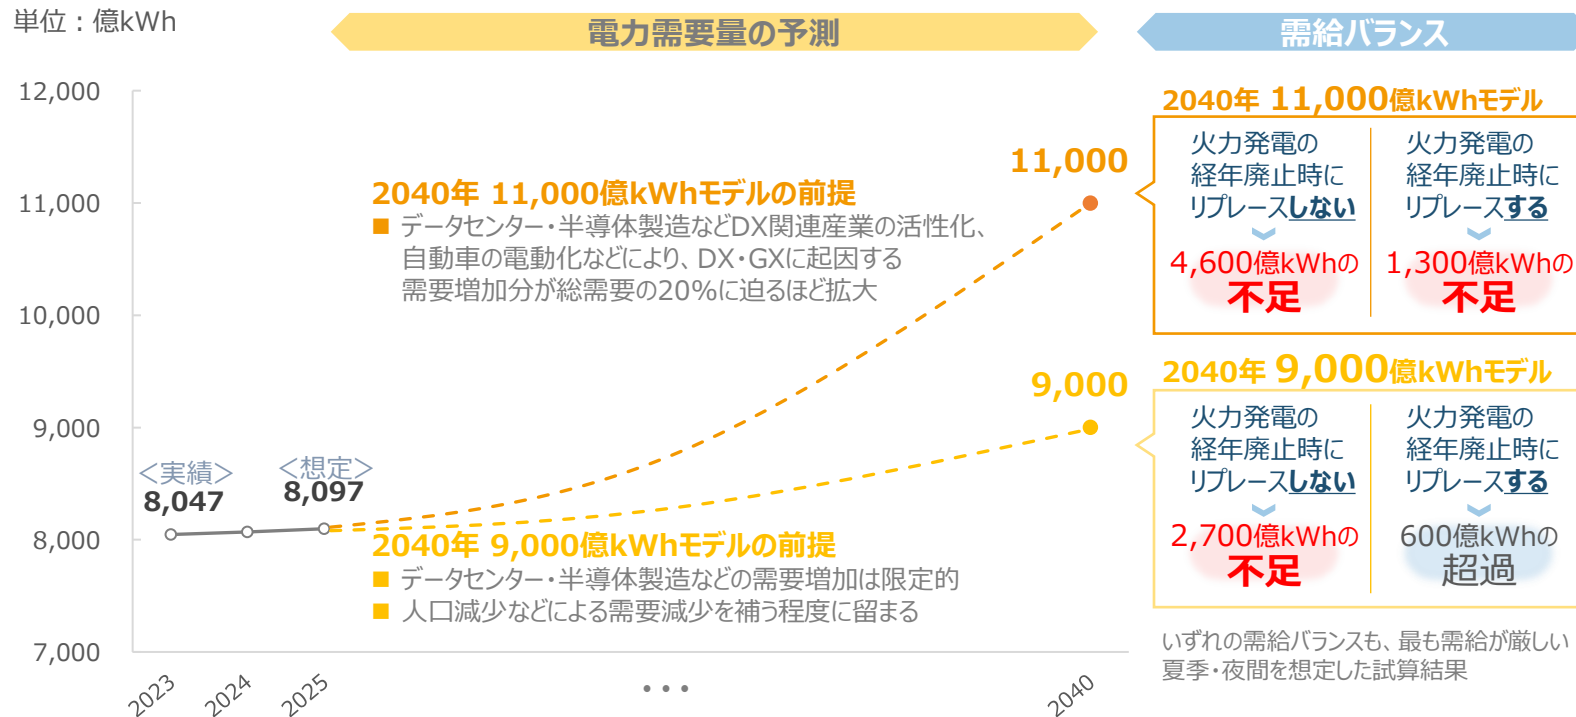 単位：億kWh
電力需要量の予測
需給バランス
12,000
11,000
10,000
9,000
8,000
7,000
2023
2024
2025
・・・
2040
＜実績＞
8,047
＜想定＞
8,097
11,000
9,000
2040年 11,000億kWhモデルの前提
■ データセンター・半導体製造などDX関連産業の活性化、
自動車の電動化などにより、DX・GXに起因する
需要増加分が総需要の20%に迫るほど拡大
2040年 9,000億kWhモデルの前提
■ データセンター・半導体製造などの需要増加は限定的
■ 人口減少などによる需要減少を補う程度に留まる
2040年 11,000億kWhモデル
火力発電の
経年廃止時に
リプレースしない
4,600億kWhの
不足
火力発電の
経年廃止時に
リプレースする
1,300億kWhの
不足
2040年 9,000億kWhモデル
火力発電の
経年廃止時に
リプレースしない
2,700億kWhの
不足
火力発電の
経年廃止時に
リプレースする
600億kWhの
超過
いずれの需給バランスも、最も需給が厳しい
夏季・夜間を想定した試算結果